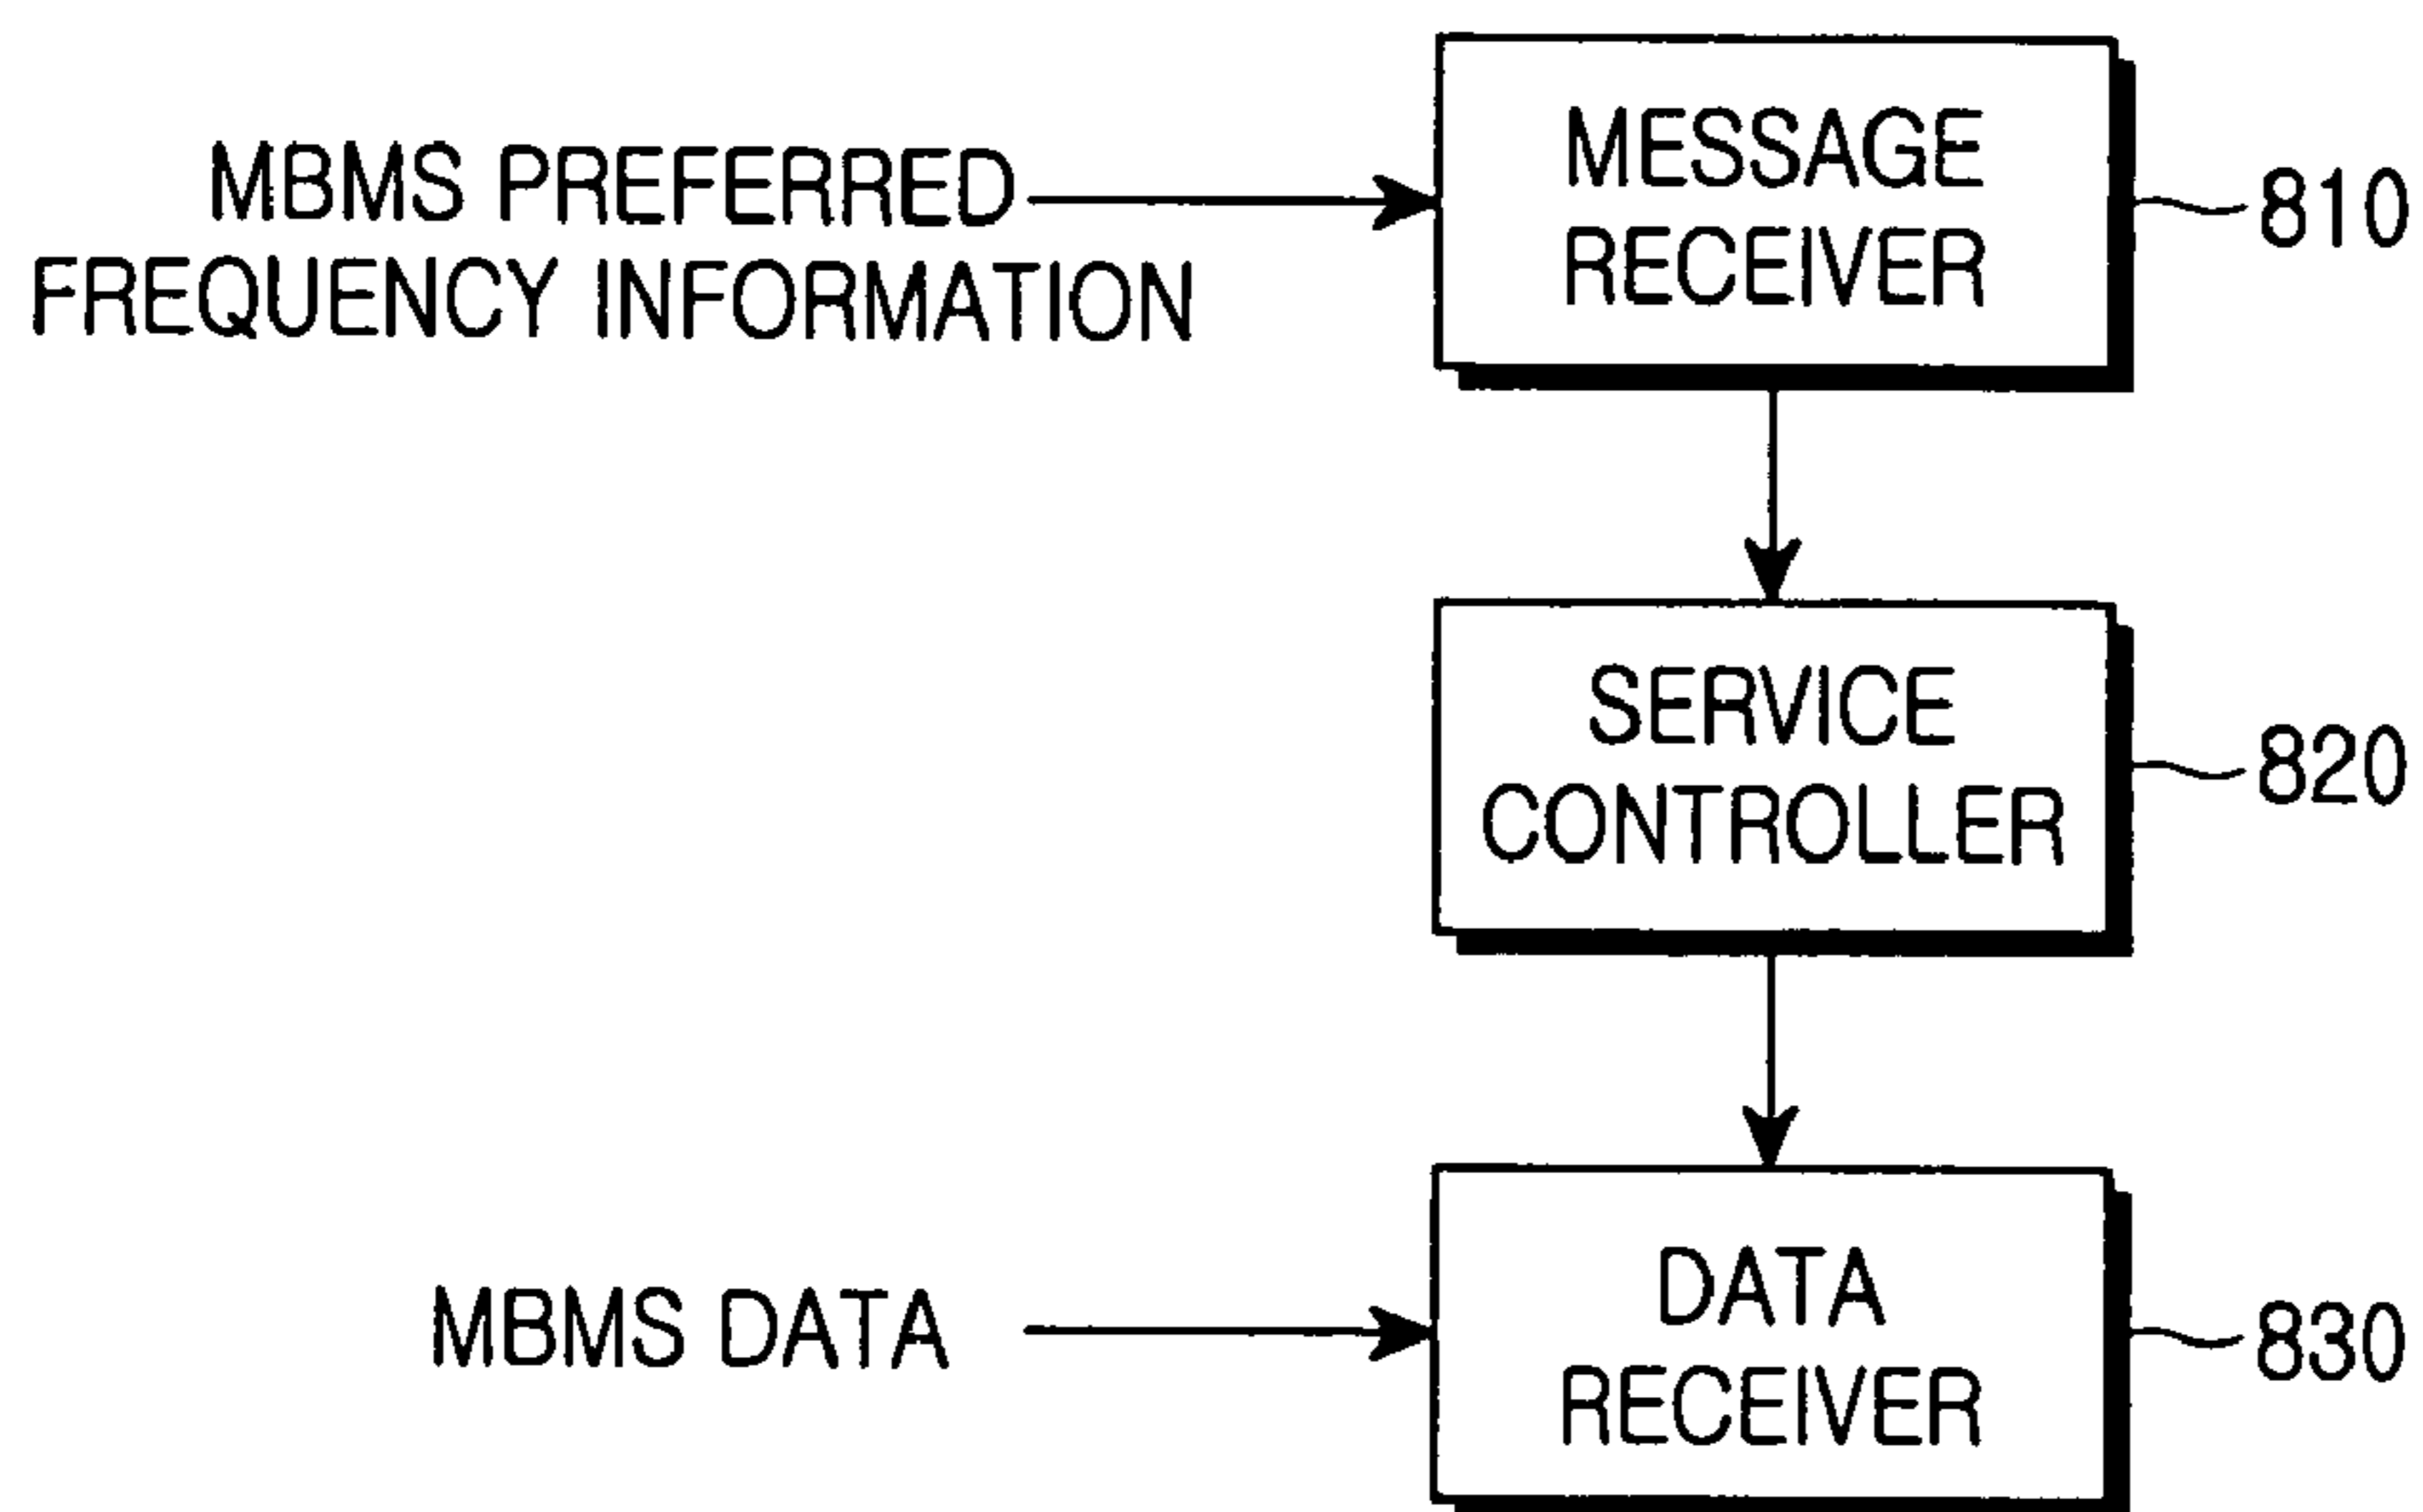 MBMS PREFERRED
FREQUENCY INFORMATION
MESSAGE
RECEIVER
810
SERVICE
CONTROLLER
820
MBMS DATA
DATA
RECEIVER
830